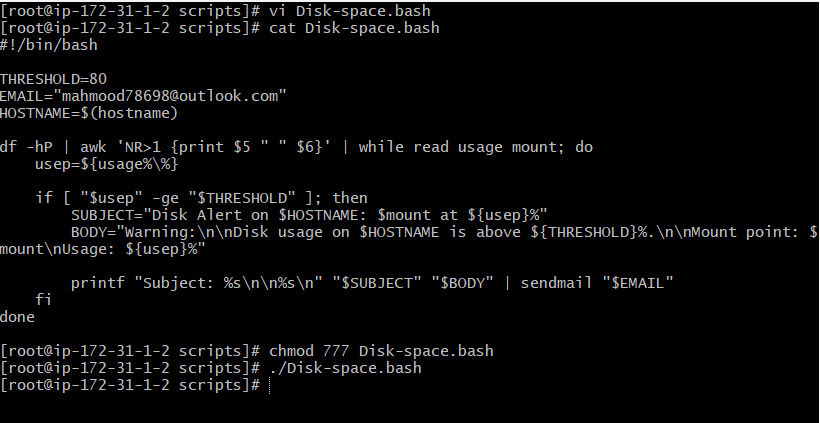 [root@ip-172-31-1-2 scripts]# vi Disk-space.bash
[root@ip-172-31-1-2 scripts]# cat Disk-space.bash
#!/bin/bash

THRESHOLD=80
EMAIL="mahmood78698@outlook.com"
HOSTNAME=$(hostname)

df -hP | awk 'NR>1 {print $5 " " $6}' | while read usage mount; do
    usep=${usage%\%}

    if [ "$usep" -ge "$THRESHOLD" ]; then
        SUBJECT="Disk Alert on $HOSTNAME: $mount at ${usep}%"
        BODY="Warning:\n\nDisk usage on $HOSTNAME is above ${THRESHOLD}%.\n\nMount point: $
mount\nUsage: ${usep}%"

        printf "Subject: %s\n\n%s\n" "$SUBJECT" "$BODY" | sendmail "$EMAIL"
    fi
done

[root@ip-172-31-1-2 scripts]# chmod 777 Disk-space.bash
[root@ip-172-31-1-2 scripts]# ./Disk-space.bash
[root@ip-172-31-1-2 scripts]#